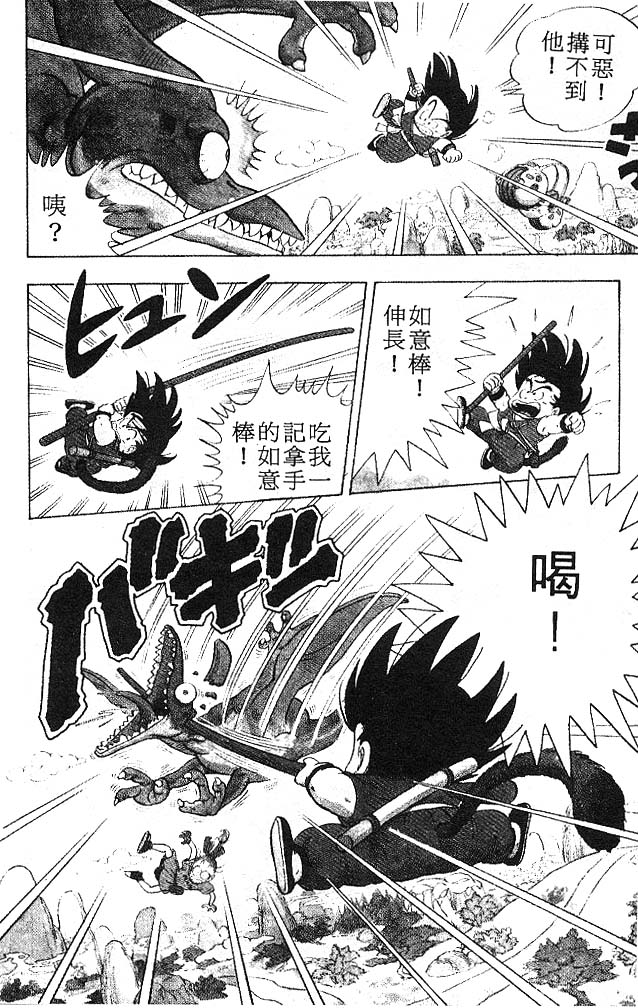 可惡！
搆不到
他！
咦？
如意棒！
伸長！
ヒュン
吃我一
記拿手
的如意
棒！
喝！
バキッ